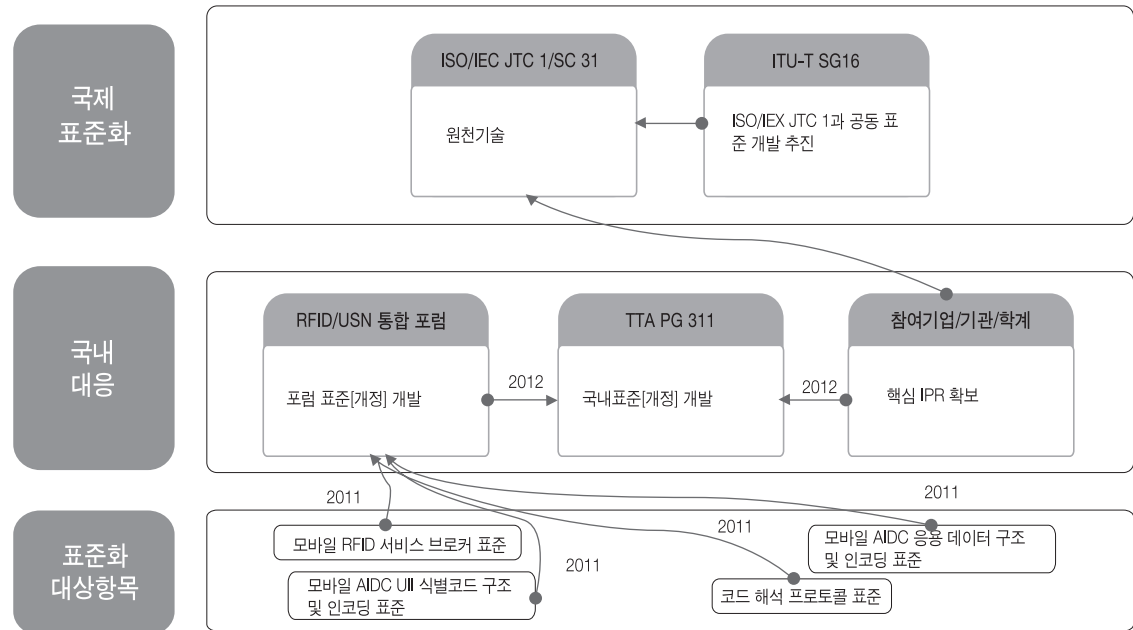 국제
표준화
ISO/IEC JTC 1/SC 31
원천기술
ITU-T SG16
ISO/IEX JTC 1과 공동 표
준 개발 추진
국내
대응
RFID/USN 통합 포럼
포럼 표준[개정] 개발
2012
TTA PG 311
국내표준[개정] 개발
2012
참여기업/기관/학계
핵심 IPR 확보
표준화
대상항목
2011
모바일 RFID 서비스 브로커 표준
2011
모바일 AIDC UII 식별코드 구조
및 인코딩 표준
2011
코드 해석 프로토콜 표준
2011
모바일 AIDC 응용 데이터 구조
및 인코딩 표준